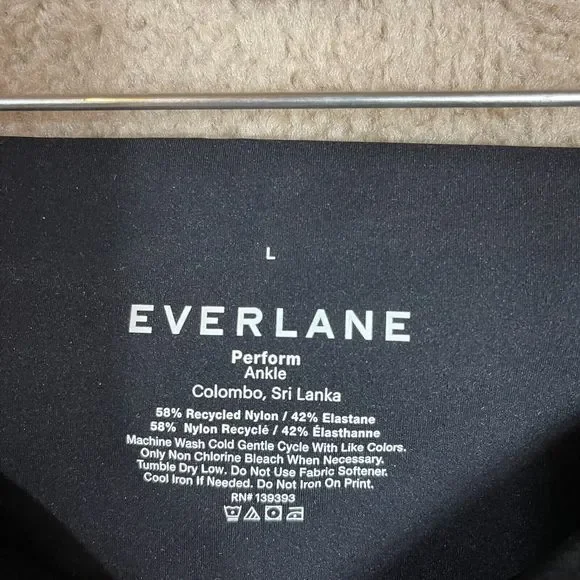 L
EVERLANE
Perform
Ankle
Colombo, Sri Lanka
58% Recycled Nylon / 42% Elastane
58% Nylon Recyclé / 42% Élasthanne
Machine Wash Cold Gentle Cycle With Like Colors.
Only Non Chlorine Bleach When Necessary.
Tumble Dry Low. Do Not Use Fabric Softener.
Cool Iron If Needed. Do Not Iron On Print.
RN# 139393